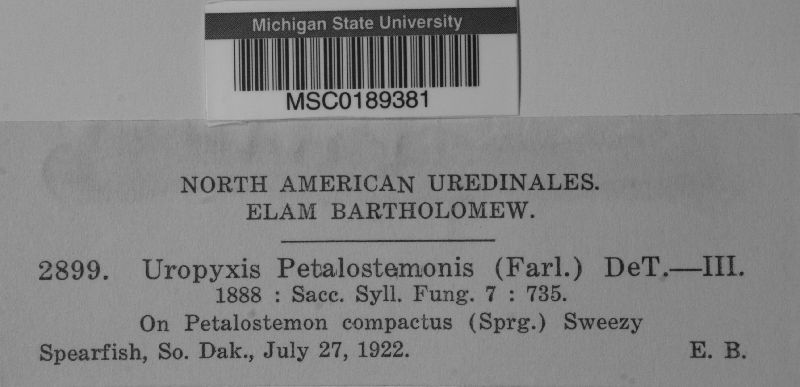 Michigan State University
MSC0189381
NORTH AMERICAN UREDINALES.
ELAM BARTHOLOMEW.
2899. Uropyxis Petalostemonis (Farl.) DeT.—III.
1888 : Sacc. Syll. Fung. 7 : 735.
On Petalostemon compactus (Sprg.) Sweezy
Spearfish, So. Dak., July 27, 1922. E. B.